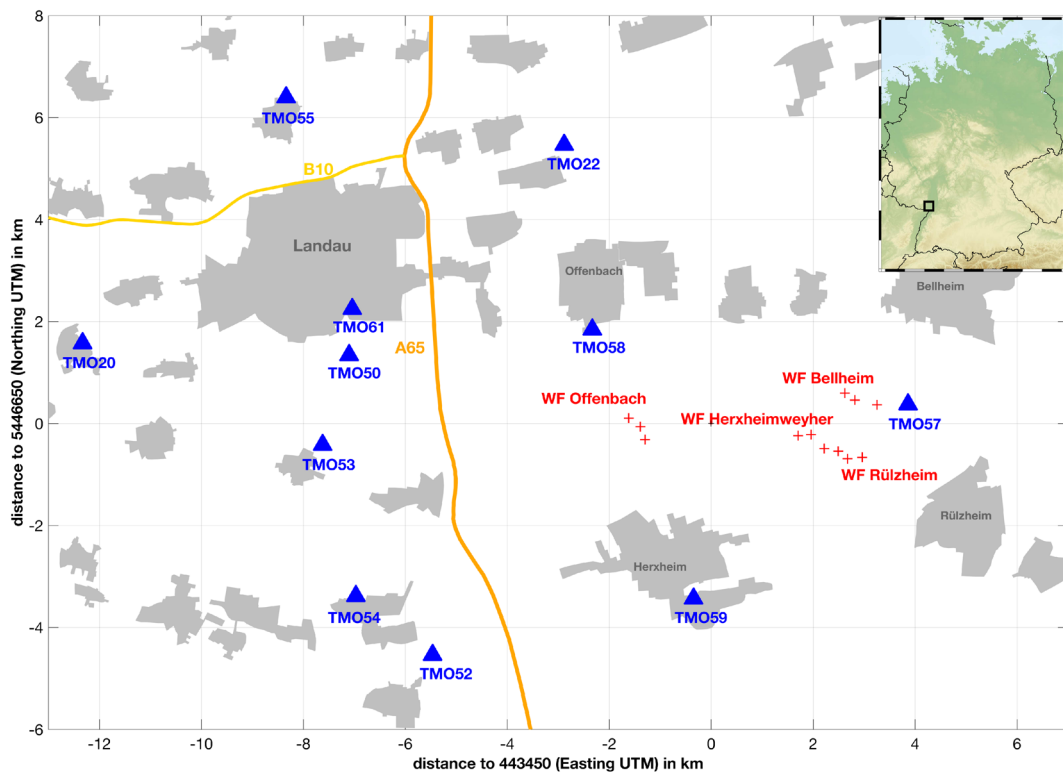 8
6
4
2
0
-2
-4
-6
distance to 5446650 (Northing UTM) in km
TMO55
TMO22
B10
Landau
Offenbach
Bellheim
TMO61
TMO58
A65
TMO20
TMO50
WF Bellheim
WF Offenbach
WF Herxheimweyher
TMO57
TMO53
WF Rülzheim
Rülzheim
Herxheim
TMO54
TMO59
TMO52
-12
-10
-8
-6
-4
-2
0
2
4
6
distance to 443450 (Easting UTM) in km